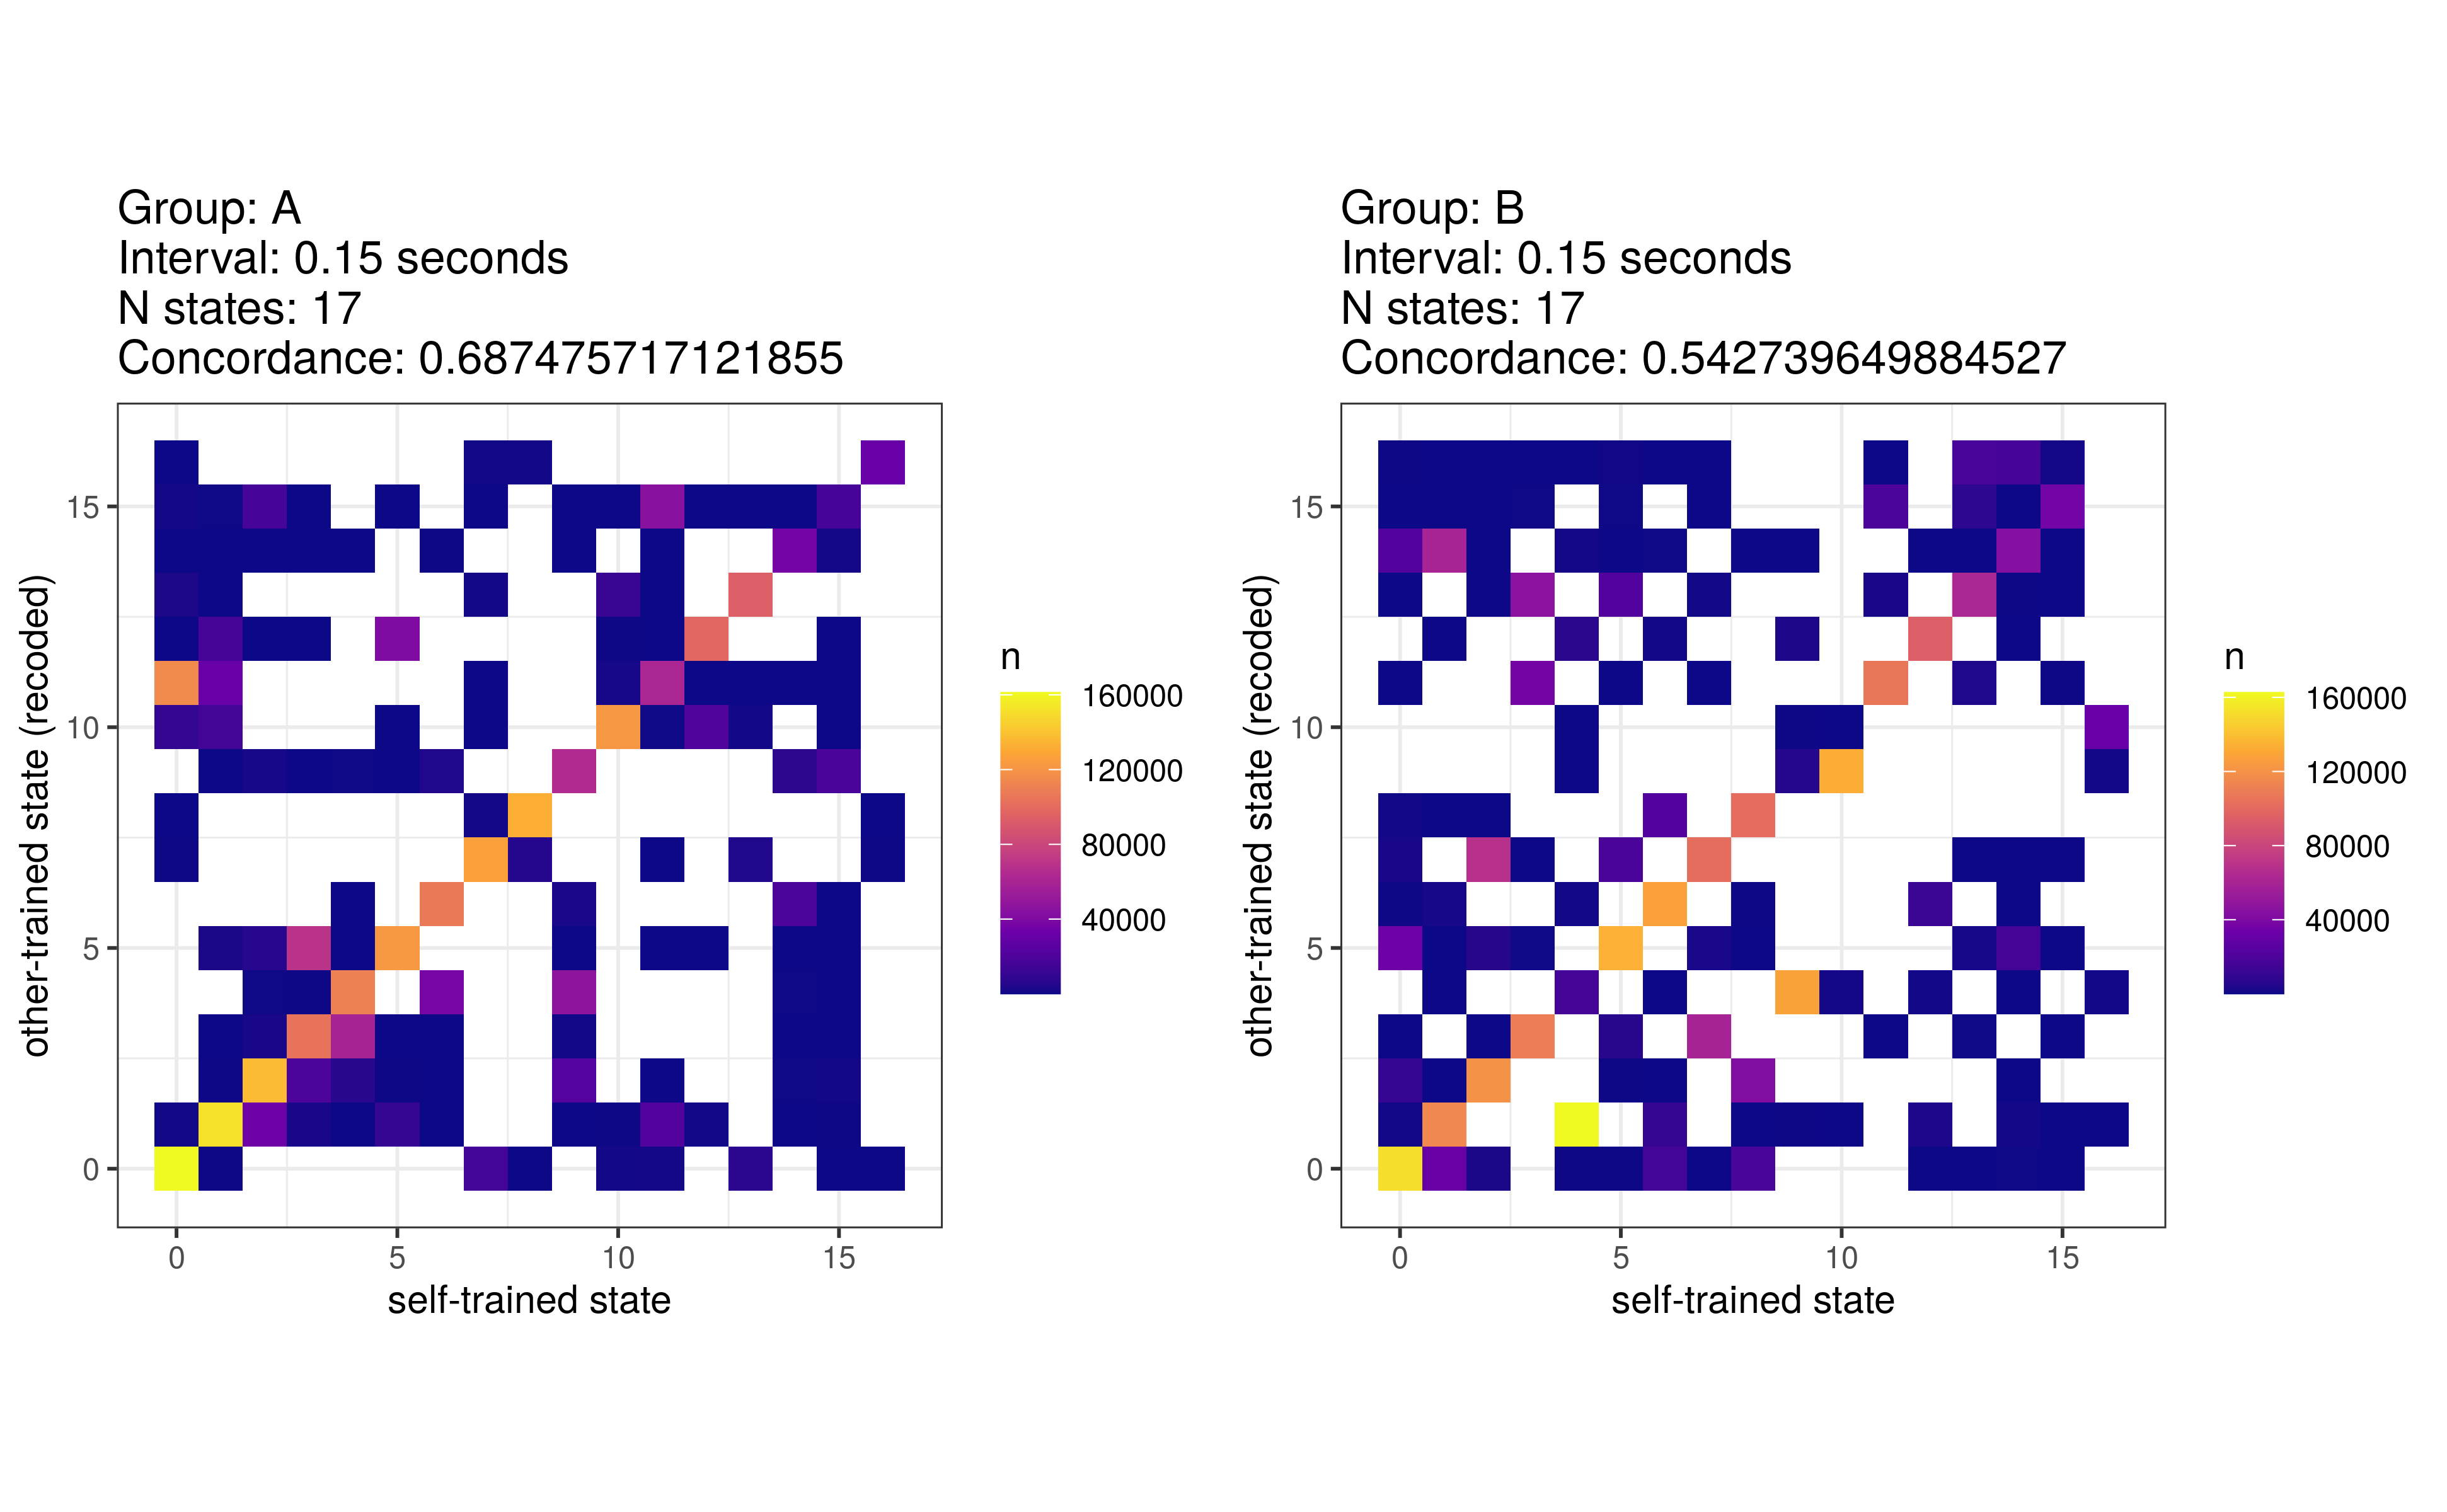 Group: A
Interval: 0.15 seconds
N states: 17
Concordance: 0.687475717121855
other-trained state (recoded)
15
10
5
0
0 5 10 15
self-trained state
n
160000
120000
80000
40000
Group: B
Interval: 0.15 seconds
N states: 17
Concordance: 0.542739649884527
other-trained state (recoded)
15
10
5
0
0 5 10 15
self-trained state
n
160000
120000
80000
40000